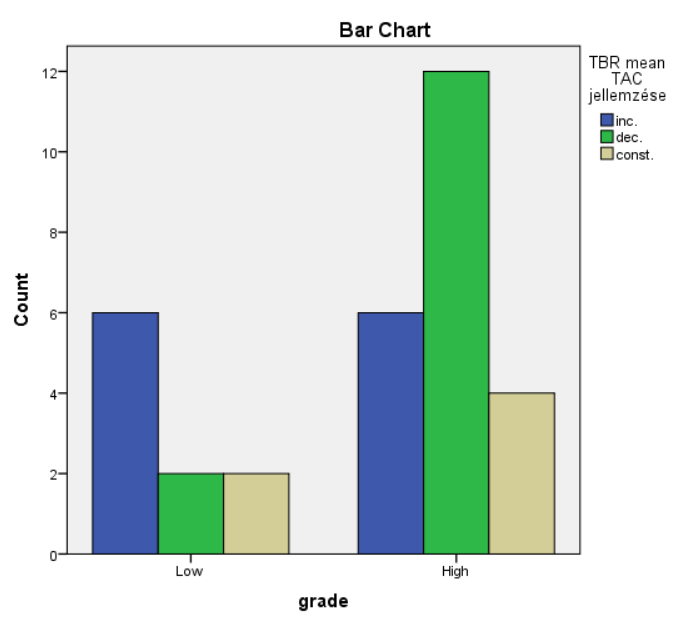 Bar Chart
TBR mean
TAC
jellemzése
inc.
dec.
const.
Count
12
10
8
6
4
2
0
Low
High
grade